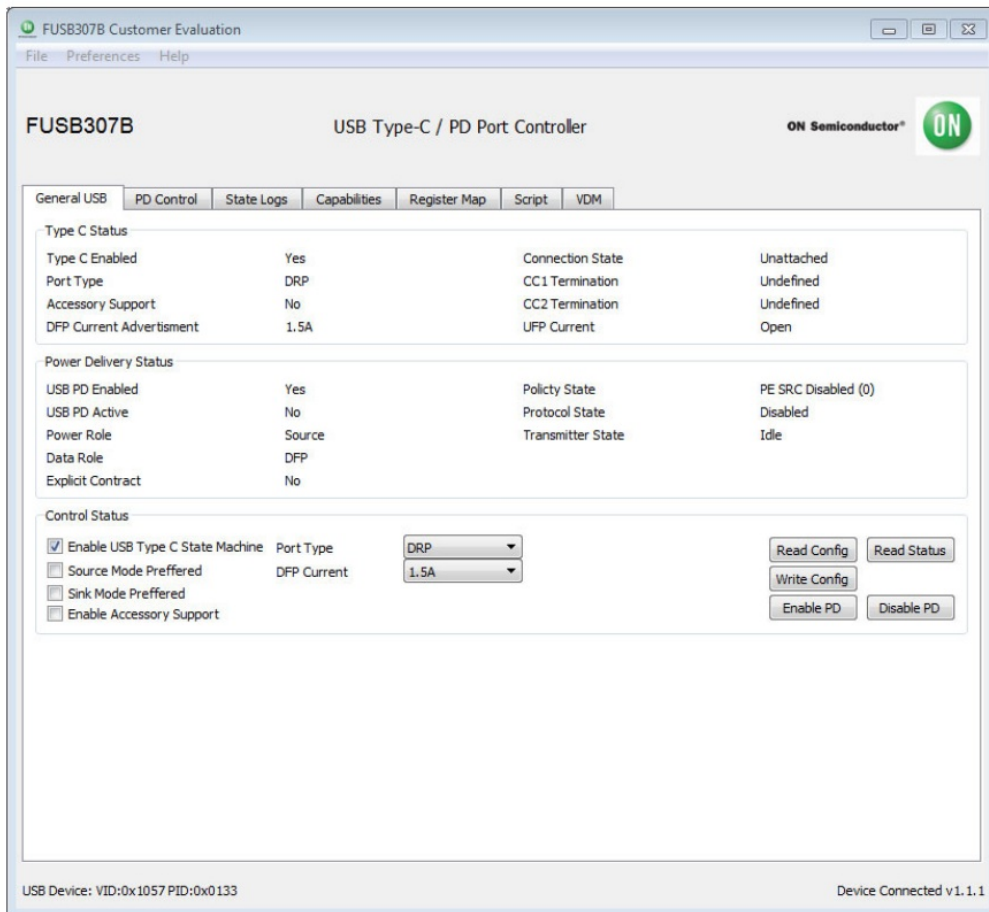 FUSB307B Customer Evaluation
File Preferences Help
FUSB307B
USB Type-C / PD Port Controller
ON Semiconductor®
ON
General USB PD Control State Logs Capabilities Register Map Script VDM
Type C Status
Type C Enabled Yes Connection State Unattached
Port Type DRP CC1 Termination Undefined
Accessory Support No CC2 Termination Undefined
DFP Current Advertisment 1.5A UFP Current Open
Power Delivery Status
USB PD Enabled Yes Policty State PE SRC Disabled (0)
USB PD Active No Protocol State Disabled
Power Role Source Transmitter State Idle
Data Role DFP
Explicit Contract No
Control Status
Enable USB Type C State Machine Port Type DRP Read Config Read Status
Source Mode Preffered DFP Current 1.5A
Sink Mode Preffered Write Config
Enable Accessory Support Enable PD Disable PD
USB Device: VID:0x1057 PID:0x0133 Device Connected v1.1.1